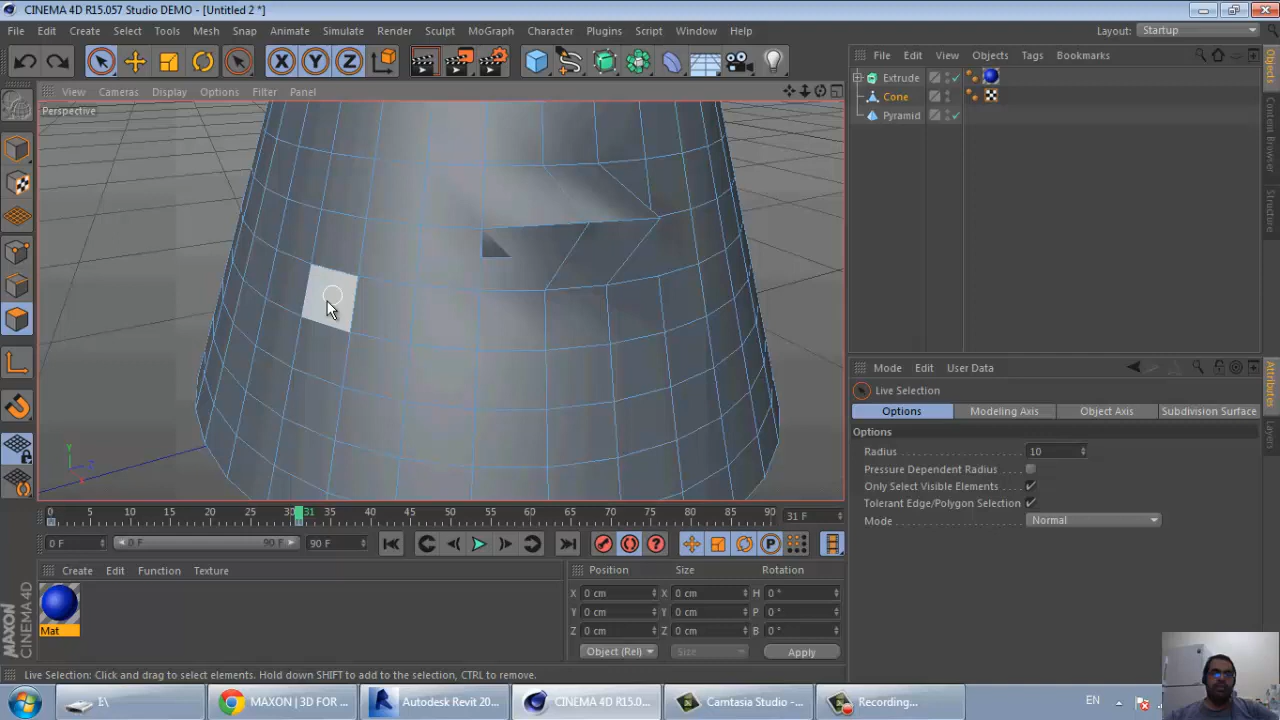 CINEMA 4D R15.057 Studio DEMO - [Untitled 2 *]
File Edit Create Select Tools Mesh Snap Animate Simulate Render Sculpt MoGraph Character Plugins Script Window Help
Layout: Startup
File Edit View Objects Tags Bookmarks
View Cameras Display Options Filter Panel
Perspective
Extrude
Cone
Pyramid
Objects
Content Browser
Structure
Mode Edit User Data
Live Selection
Options Modeling Axis Object Axis Subdivision Surface
Options
Radius 10
Pressure Dependent Radius
Only Select Visible Elements
Tolerant Edge/Polygon Selection
Mode Normal
Attributes
Layers
Y
0 5 10 15 20 25 30 31 35 40 45 50 55 60 65 70 75 80 85 90 31 F
0 F 0 F 90 F 90 F
Create Edit Function Texture
Mat
Position Size Rotation
X 0 cm X 0 cm H 0 °
Y 0 cm Y 0 cm P 0 °
Z 0 cm Z 0 cm B 0 °
Object (Rel) Size Apply
MAXON
CINEMA 4D
Live Selection: Click and drag to select elements. Hold down SHIFT to add to the selection, CTRL to remove.
E:\ MAXON | 3D FOR ... Autodesk Revit 20... CINEMA 4D R15.0... Camtasia Studio -... Recording... EN